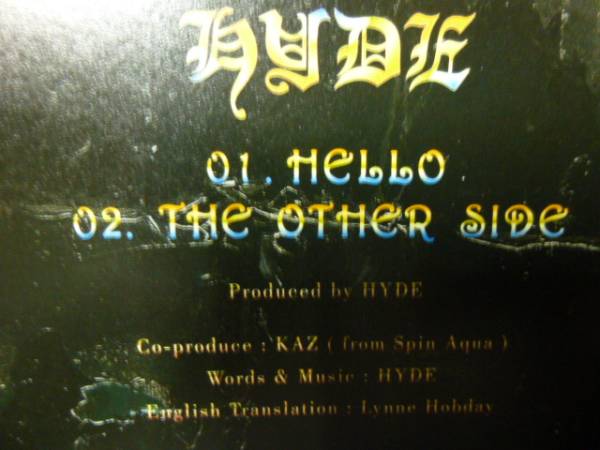 HYDE
01. HELLO
02. THE OTHER SIDE
Produced by HYDE
Co-produce : KAZ ( from Spin Aqua )
Words & Music : HYDE
English Translation : Lynne Hobday